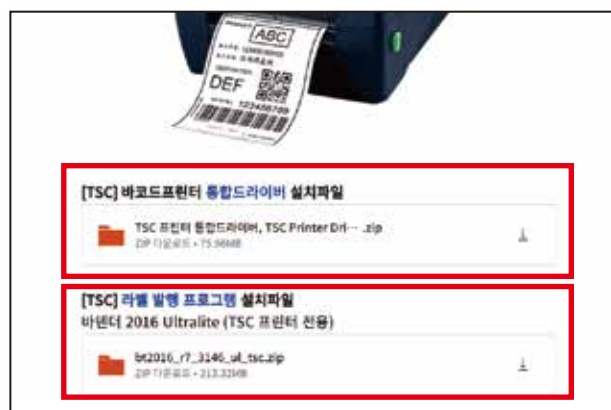 ABC
DEF
123456789
[TSC] 바코드프린터 통합드라이버 설치파일
TSC 프린터 통합드라이버, TSC Printer Dri… .zip
ZIP 다운로드 • 75.96MB
[TSC] 라벨 발행 프로그램 설치파일
바텐더 2016 Ultralite (TSC 프린터 전용)
bt2016_r7_3146_ul_tsc.zip
ZIP 다운로드 • 213.32MB